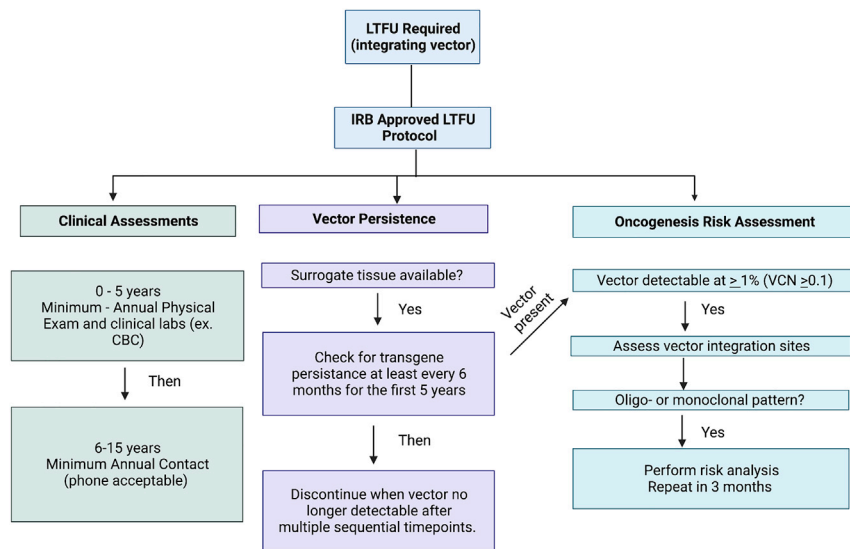 LTFU Required
(integrating vector)
IRB Approved LTFU
Protocol
Clinical Assessments
0 - 5 years
Minimum - Annual Physical
Exam and clinical labs (ex.
CBC)
Then
6-15 years
Minimum Annual Contact
(phone acceptable)
Vector Persistence
Surrogate tissue available?
Yes
Check for transgene
persistance at least every 6
months for the first 5 years
Then
Discontinue when vector no
longer detectable after
multiple sequential timepoints.
Vector
present
Oncogenesis Risk Assessment
Vector detectable at ≥ 1% (VCN ≥0.1)
Yes
Assess vector integration sites
Oligo- or monoclonal pattern?
Yes
Perform risk analysis
Repeat in 3 months